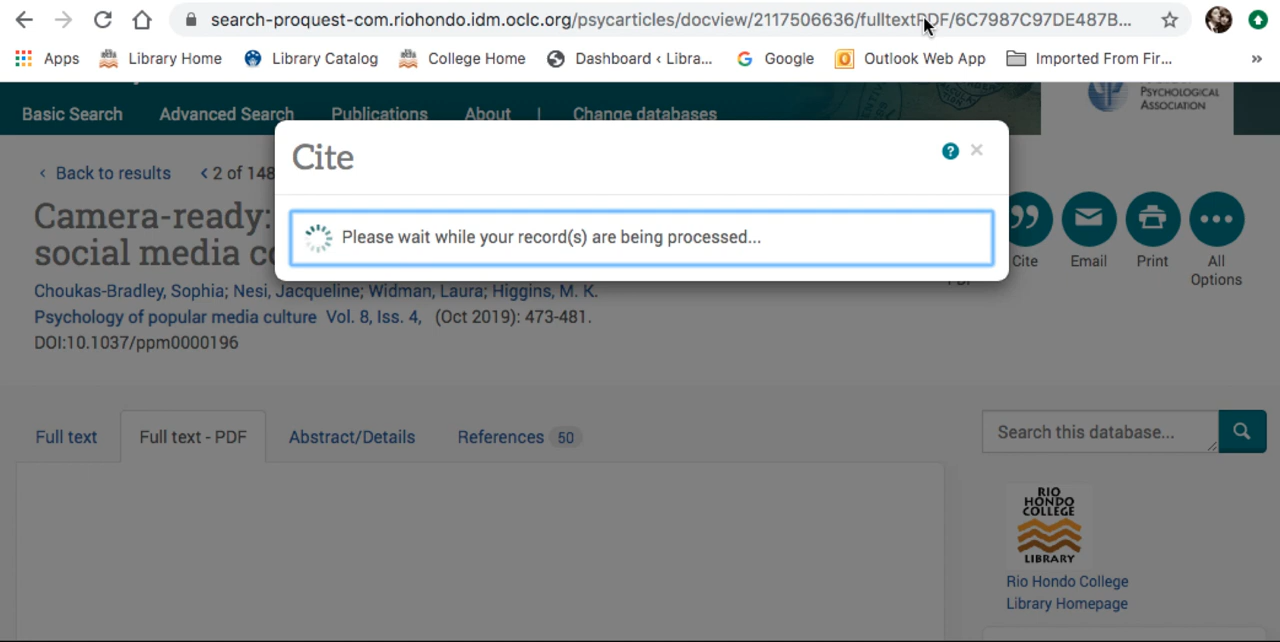 search-proquest-com.riohondo.idm.oclc.org/psycarticles/docview/2117506636/fulltextPDF/6C7987C97DE487B...
Apps Library Home Library Catalog College Home Dashboard ‹ Libra... Google Outlook Web App Imported From Fir... »
PSYCHOLOGICAL
ASSOCIATION
Basic Search Advanced Search Publications About | Change databases
Cite
?
×
‹ Back to results
< 2 of 148
Camera-ready:
social media
Please wait while your record(s) are being processed...
Cite Email Print All
Options
PDF
Choukas-Bradley, Sophia; Nesi, Jacqueline; Widman, Laura; Higgins, M. K.
Psychology of popular media culture Vol. 8, Iss. 4, (Oct 2019): 473-481.
DOI:10.1037/ppm0000196
Full text Full text - PDF Abstract/Details References 50
Search this database...
RIO
HONDO
COLLEGE
LIBRARY
Rio Hondo College
Library Homepage